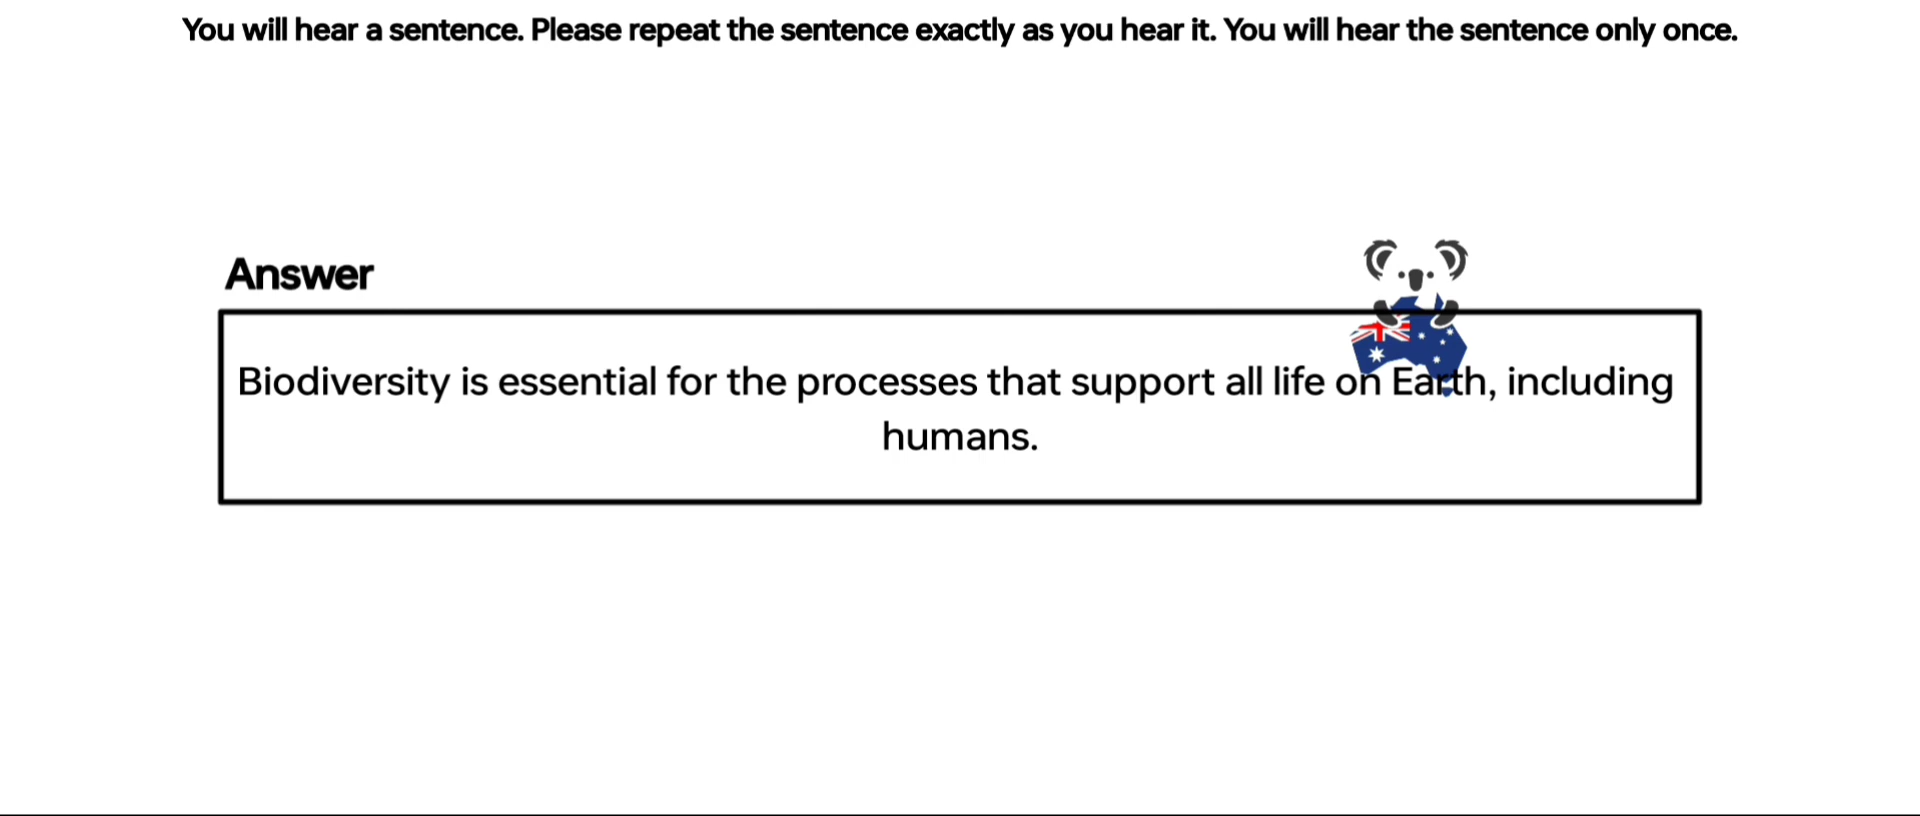 You will hear a sentence. Please repeat the sentence exactly as you hear it. You will hear the sentence only once.
Answer
Biodiversity is essential for the processes that support all life on Earth, including
humans.